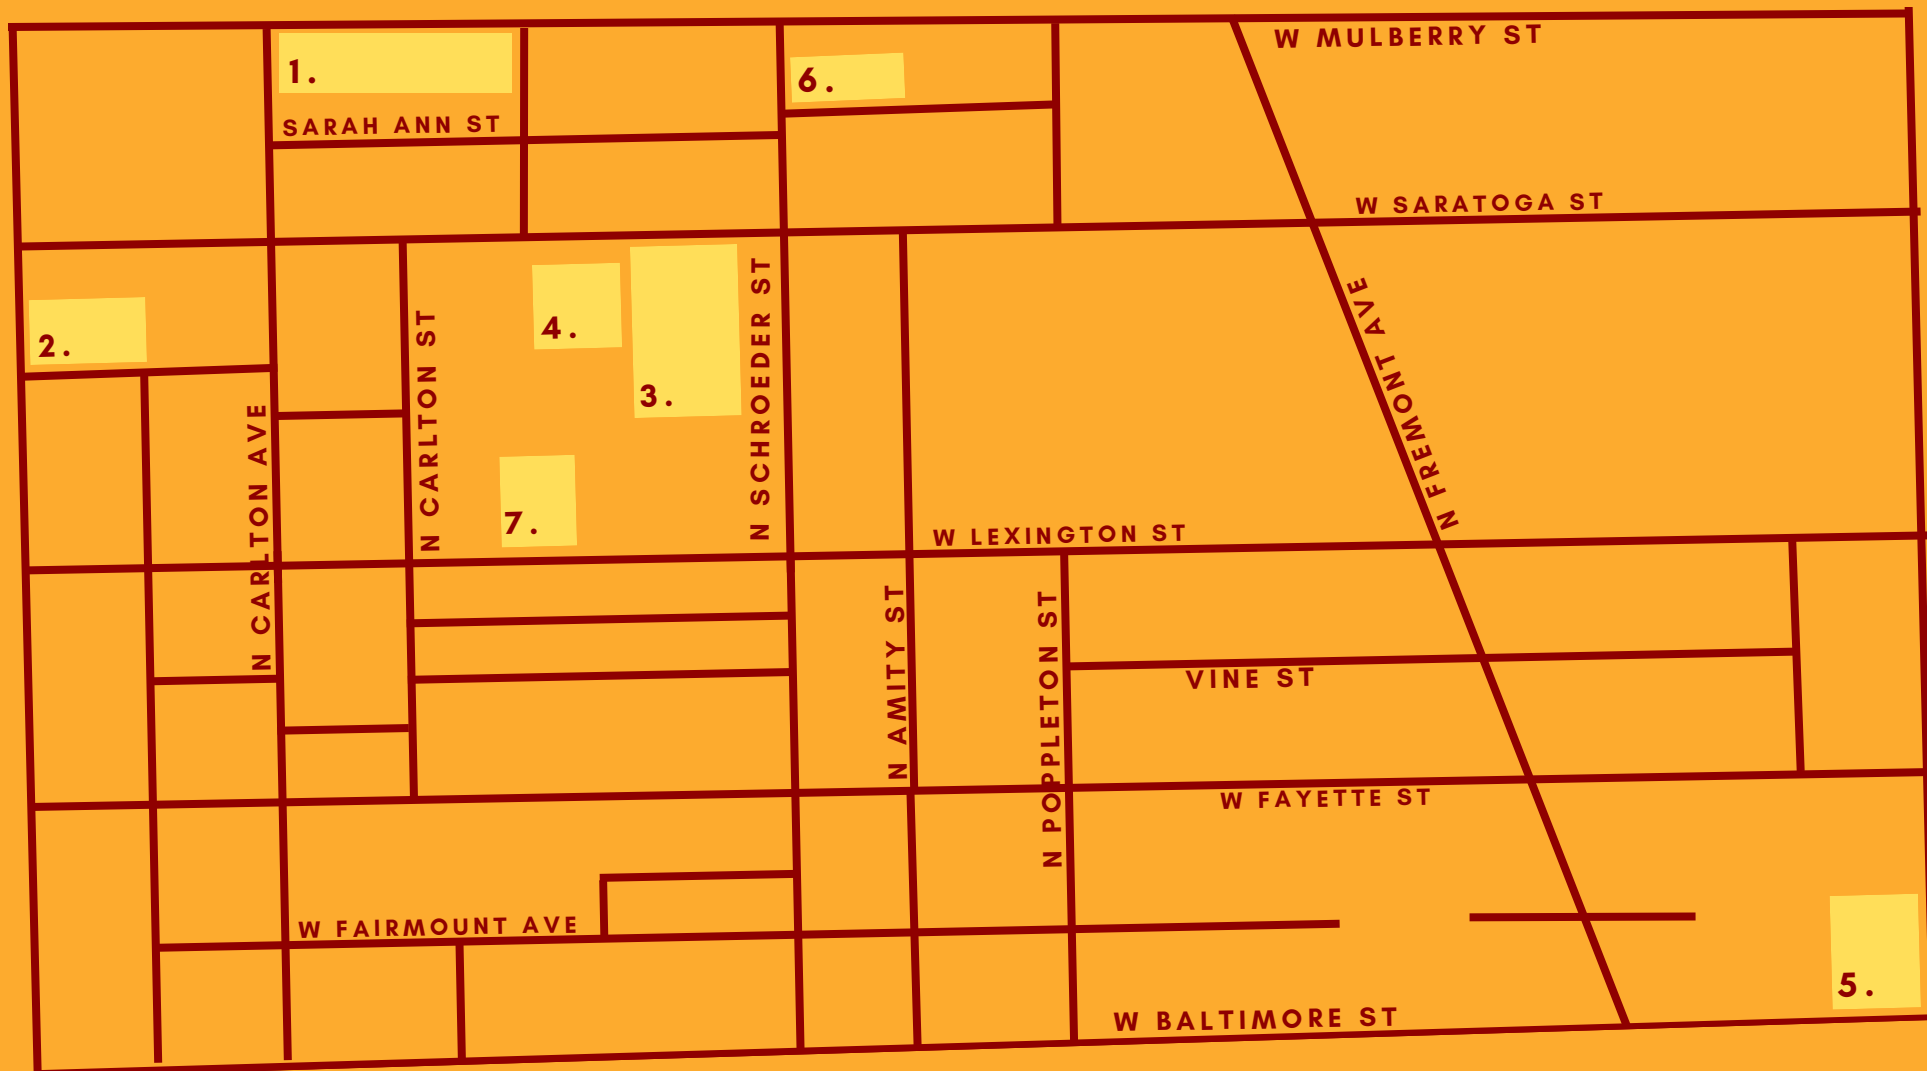 W MULBERRY ST
1.
6.
SARAH ANN ST
W SARATOGA ST
2.
4.
3.
N CARLTON ST
N SCHROEDER ST
N FREMONT AVE
N CARLTON AVE
7.
W LEXINGTON ST
N AMITY ST
N POPPLETON ST
VINE ST
W FAYETTE ST
W FAIRMOUNT AVE
5.
W BALTIMORE ST